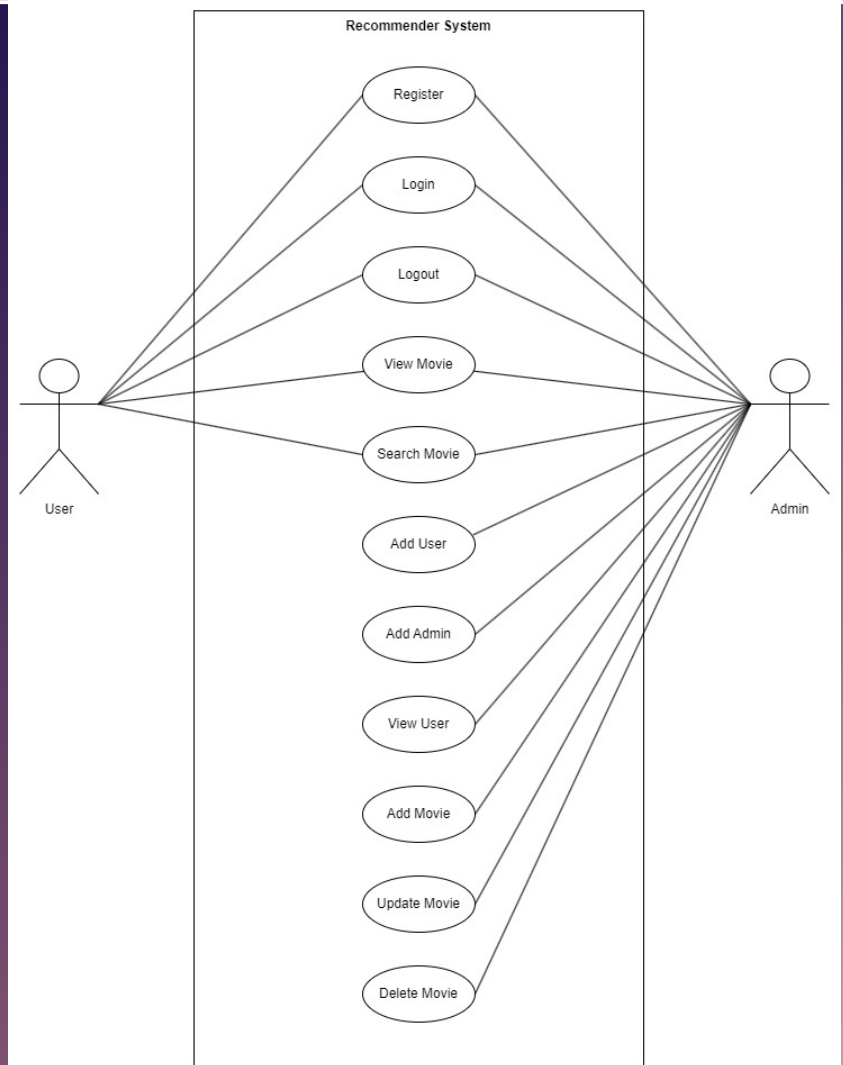 Recommender System
Register
Login
Logout
View Movie
Search Movie
User
Admin
Add User
Add Admin
View User
Add Movie
Update Movie
Delete Movie